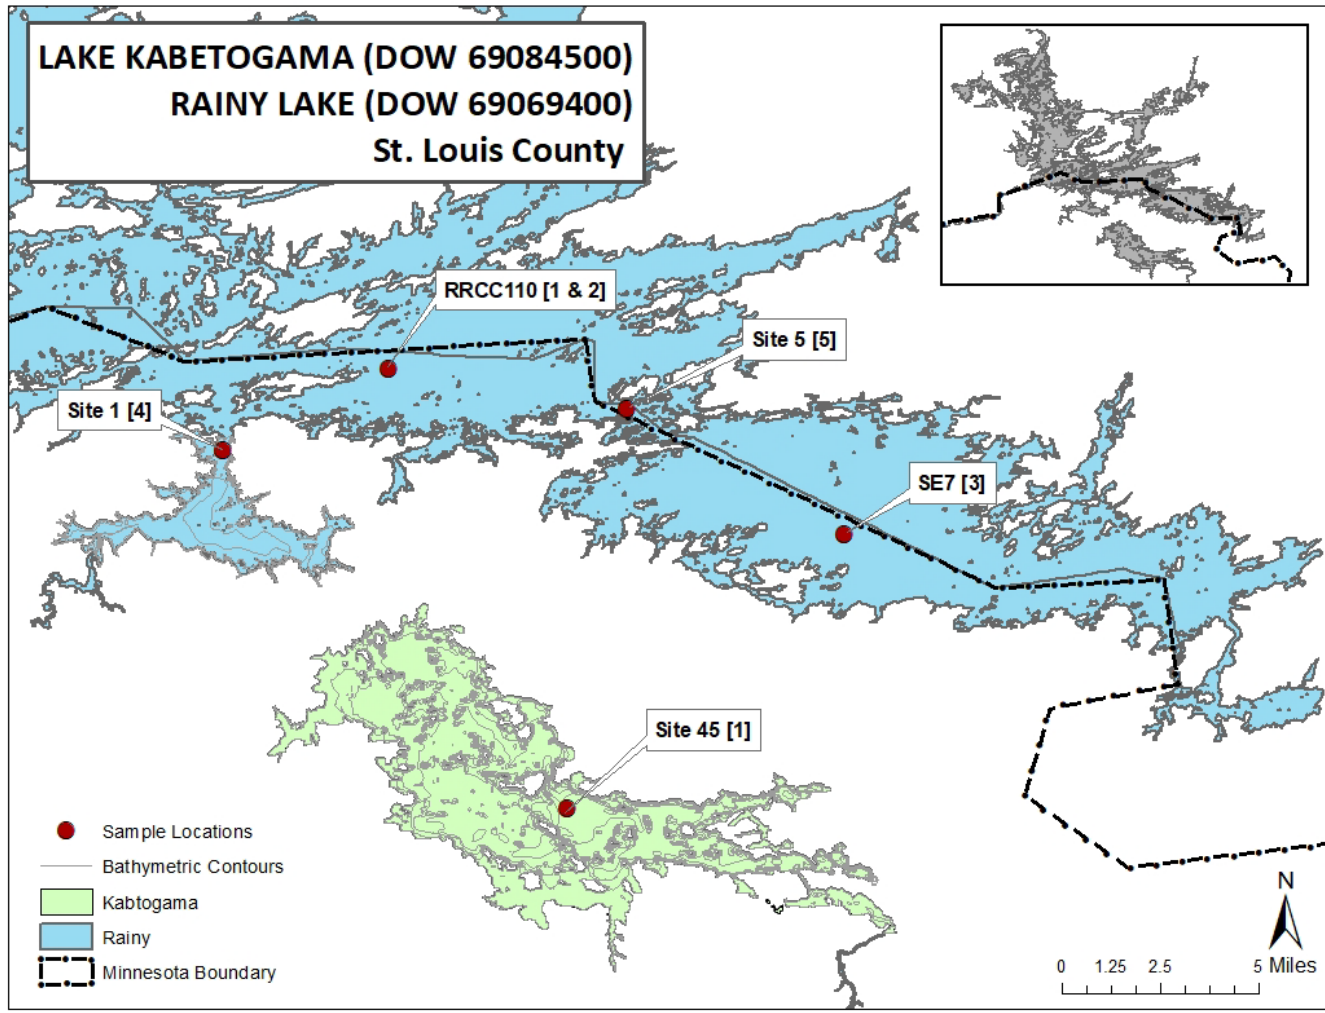 LAKE KABETOGAMA (DOW 69084500)
RAINY LAKE (DOW 69069400)
St. Louis County
RRCC110 [1 & 2]
Site 5 [5]
Site 1 [4]
SE7 [3]
Site 45 [1]
Sample Locations
Bathymetric Contours
Kabtogama
Rainy
Minnesota Boundary
N
0 1.25 2.5 5 Miles